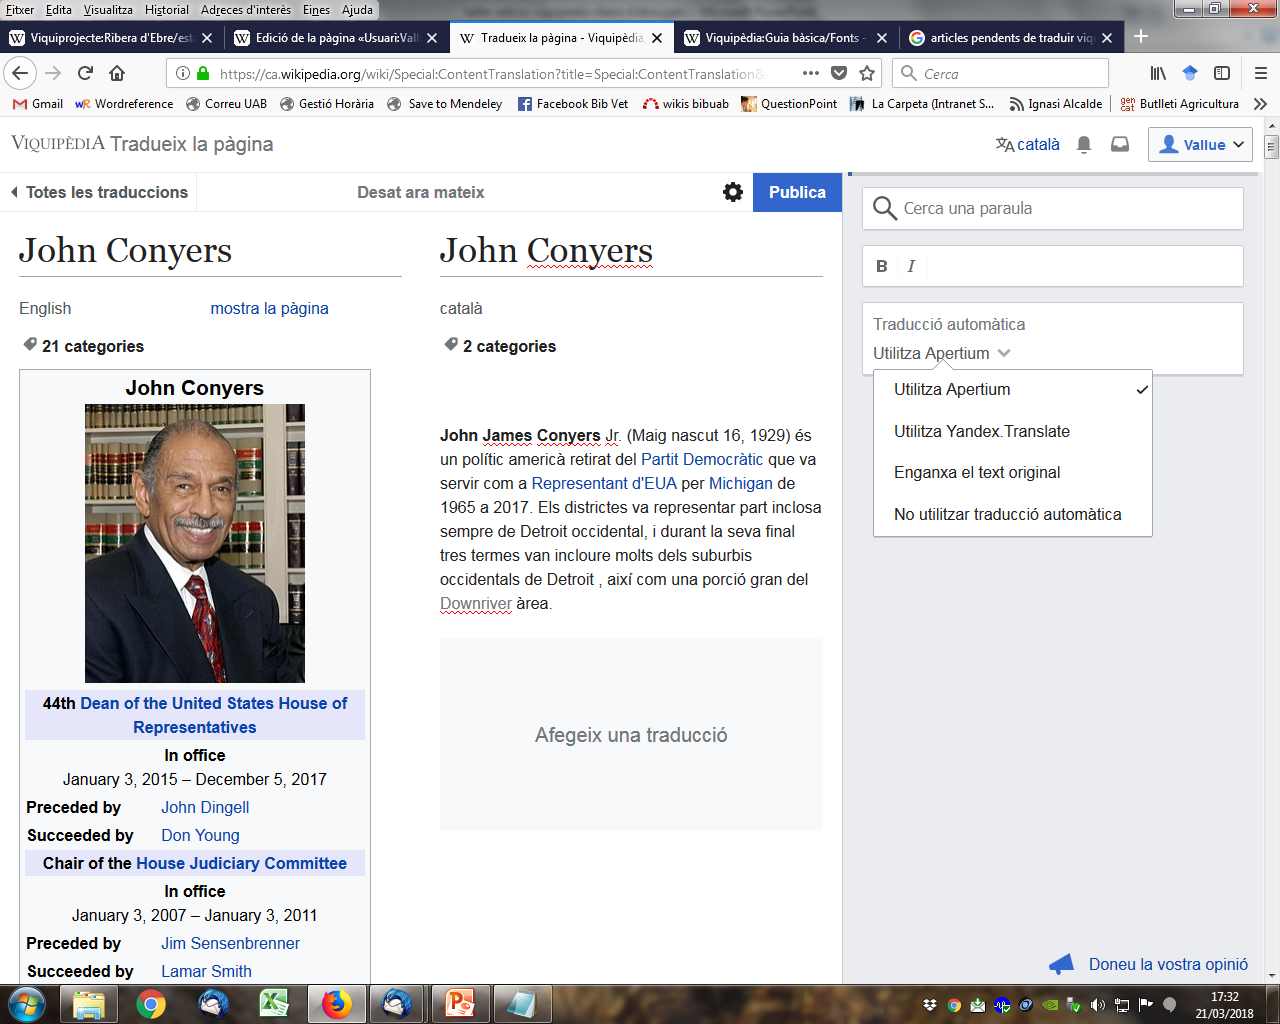 Fitxer Edita Visualitza Historial Adreces d'interès Eines Ajuda
Viquiprojecte:Ribera d'Ebre/est
Edició de la pàgina «Usuari:Vall
Tradueix la pàgina - Viquipèdia
Viquipèdia:Guia bàsica/Fonts -
articles pendents de traduir viq
https://ca.wikipedia.org/wiki/Special:ContentTranslation?title=Special:ContentTranslation&
Cerca
Gmail
Wordreference
Correu UAB
Gestió Horària
Save to Mendeley
Facebook Bib Vet
wikis bibuab
QuestionPoint
La Carpeta (Intranet S...
Ignasi Alcalde
Butlletí Agricultura
VIQUIPÈDIA Tradueix la pàgina
català
Vallue
Totes les traduccions
Desat ara mateix
Publica
John Conyers
English
mostra la pàgina
21 categories
John Conyers
44th Dean of the United States House of
Representatives
In office
January 3, 2015 – December 5, 2017
Preceded by John Dingell
Succeeded by Don Young
Chair of the House Judiciary Committee
In office
January 3, 2007 – January 3, 2011
Preceded by Jim Sensenbrenner
Succeeded by Lamar Smith
John Conyers
català
2 categories
John James Conyers Jr. (Maig nascut 16, 1929) és
un polític americà retirat del Partit Democràtic que va
servir com a Representant d'EUA per Michigan de
1965 a 2017. Els districtes va representar part inclosa
sempre de Detroit occidental, i durant la seva final
tres termes van incloure molts dels suburbis
occidentals de Detroit , així com una porció gran del
Downriver àrea.
Afegeix una traducció
Cerca una paraula
B I
Traducció automàtica
Utilitza Apertium
Utilitza Apertium
Utilitza Yandex.Translate
Enganxa el text original
No utilitzar traducció automàtica
Doneu la vostra opinió
17:32
21/03/2018